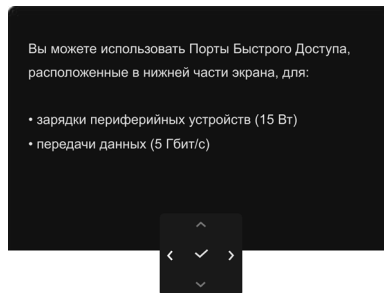 Вы можете использовать Порты Быстрого Доступа,
расположенные в нижней части экрана, для:
• зарядки периферийных устройств (15 Вт)
• передачи данных (5 Гбит/с)